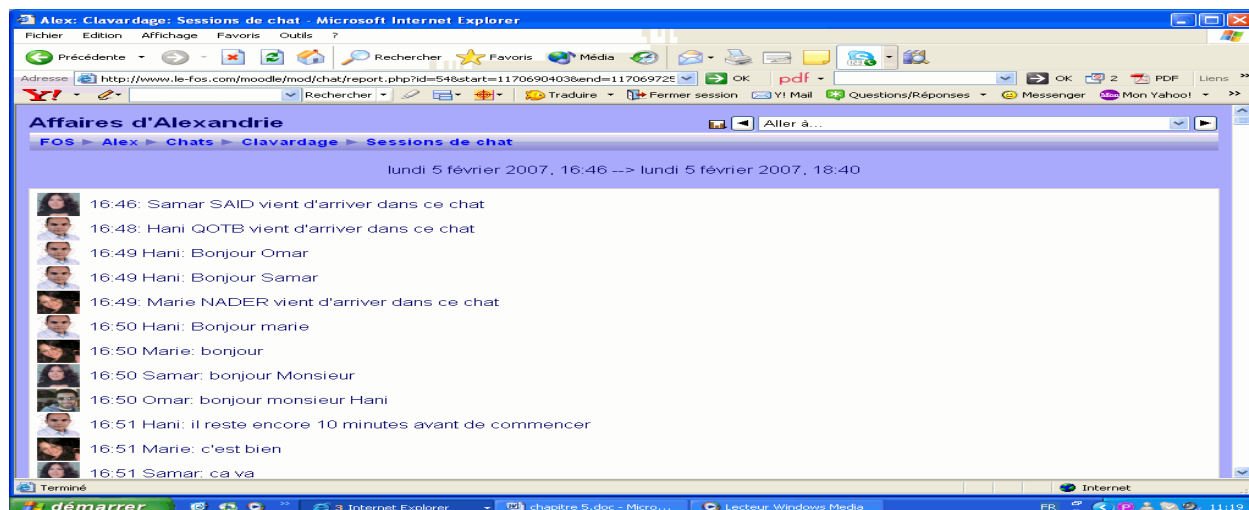 Alex: Clavardage: Sessions de chat - Microsoft Internet Explorer
Fichier Edition Affichage Favoris Outils ?
Précédente Rechercher Favoris Média
Adresse http://www.le-fos.com/moodle/mod/chat/report.php?id=54&start=1170690403&end=117069725 OK pdf OK 2 PDF Liens »
Y! Rechercher Traduire Fermer session Y! Mail Questions/Réponses Messenger Mon Yahoo! »
Affaires d'Alexandrie Aller à...
FOS ► Alex ► Chats ► Clavardage ► Sessions de chat
lundi 5 février 2007, 16:46 --> lundi 5 février 2007, 18:40
16:46: Samar SAID vient d'arriver dans ce chat
16:48: Hani QOTB vient d'arriver dans ce chat
16:49 Hani: Bonjour Omar
16:49 Hani: Bonjour Samar
16:49: Marie NADER vient d'arriver dans ce chat
16:50 Hani: Bonjour marie
16:50 Marie: bonjour
16:50 Samar: bonjour Monsieur
16:50 Omar: bonjour monsieur Hani
16:51 Hani: il reste encore 10 minutes avant de commencer
16:51 Marie: c'est bien
16:51 Samar: ca va
Terminé Internet
démarrer » 3 Internet Explorer chapitre 5.doc - Micro... Lecteur Windows Media FR 11:19